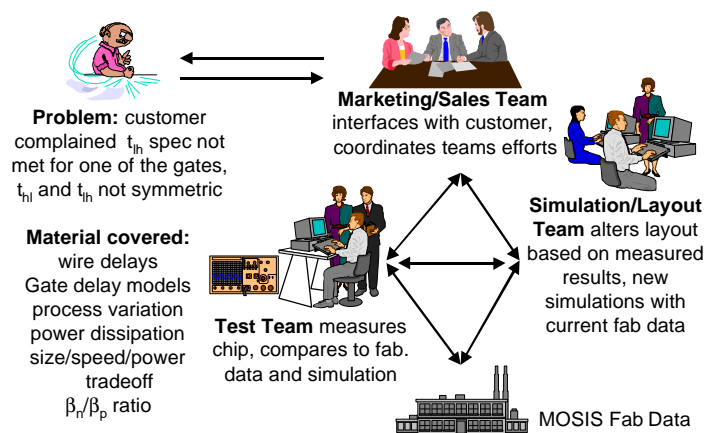 Problem: customer
complained t_lh spec not
met for one of the gates,
t_hl and t_lh not symmetric
Marketing/Sales Team
interfaces with customer,
coordinates teams efforts
Simulation/Layout
Team alters layout
based on measured
results, new
simulations with
current fab data
Material covered:
wire delays
Gate delay models
process variation
power dissipation
size/speed/power
tradeoff
β_n/β_p ratio
Test Team measures
chip, compares to fab.
data and simulation
MOSIS Fab Data